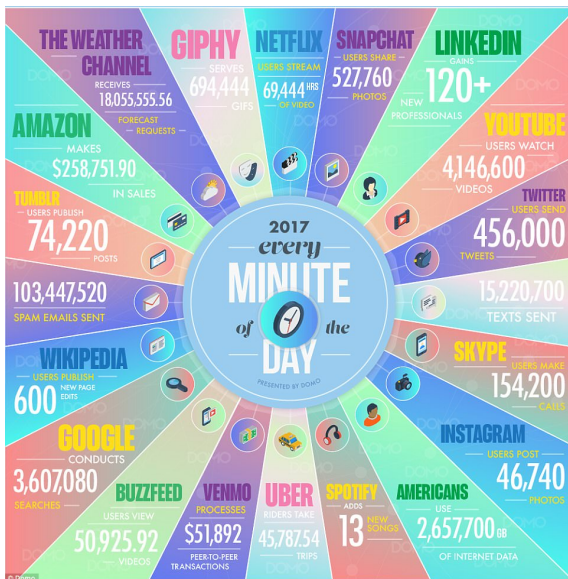 2017
every
MINUTE
of the
DAY
PRESENTED BY DOMO
THE WEATHER
CHANNEL
RECEIVES
18,055,555.56
FORECAST
REQUESTS
GIPHY
SERVES
694,444
GIFS
NETFLIX
USERS STREAM
69,444 HRS
OF VIDEO
SNAPCHAT
USERS SHARE
527,760
PHOTOS
LINKEDIN
GAINS
120+
NEW
PROFESSIONALS
YOUTUBE
USERS WATCH
4,146,600
VIDEOS
TWITTER
USERS SEND
456,000
TWEETS
15,220,700
TEXTS SENT
SKYPE
USERS MAKE
154,200
CALLS
INSTAGRAM
USERS POST
46,740
PHOTOS
AMERICANS
USE
2,657,700 GB
OF INTERNET DATA
SPOTIFY
ADDS
13 NEW
SONGS
UBER
RIDERS TAKE
45,787.54
TRIPS
VENMO
PROCESSES
$51,892
PEER-TO-PEER
TRANSACTIONS
BUZZFEED
USERS VIEW
50,925.92
VIDEOS
GOOGLE
CONDUCTS
3,607,080
SEARCHES
WIKIPEDIA
USERS PUBLISH
600 NEW PAGE
EDITS
103,447,520
SPAM EMAILS SENT
TUMBLR
USERS PUBLISH
74,220
POSTS
AMAZON
MAKES
$258,751.90
IN SALES
© Domo